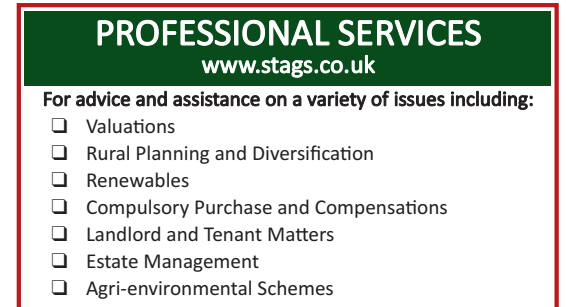 PROFESSIONAL SERVICES
www.stags.co.uk
For advice and assistance on a variety of issues including:
❑ Valuations
❑ Rural Planning and Diversification
❑ Renewables
❑ Compulsory Purchase and Compensations
❑ Landlord and Tenant Matters
❑ Estate Management
❑ Agri-environmental Schemes